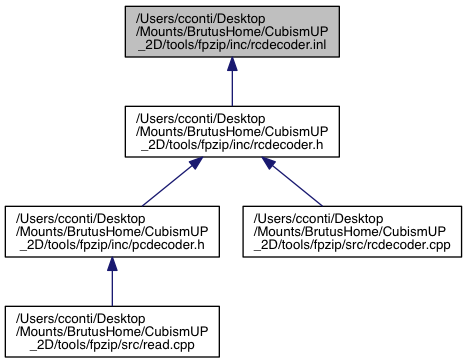 /Users/cconti/Desktop
/Mounts/BrutusHome/CubismUP
_2D/tools/fpzip/inc/rcdecoder.inl
/Users/cconti/Desktop
/Mounts/BrutusHome/CubismUP
_2D/tools/fpzip/inc/rcdecoder.h
/Users/cconti/Desktop
/Mounts/BrutusHome/CubismUP
_2D/tools/fpzip/inc/pcdecoder.h
/Users/cconti/Desktop
/Mounts/BrutusHome/CubismUP
_2D/tools/fpzip/src/rcdecoder.cpp
/Users/cconti/Desktop
/Mounts/BrutusHome/CubismUP
_2D/tools/fpzip/src/read.cpp